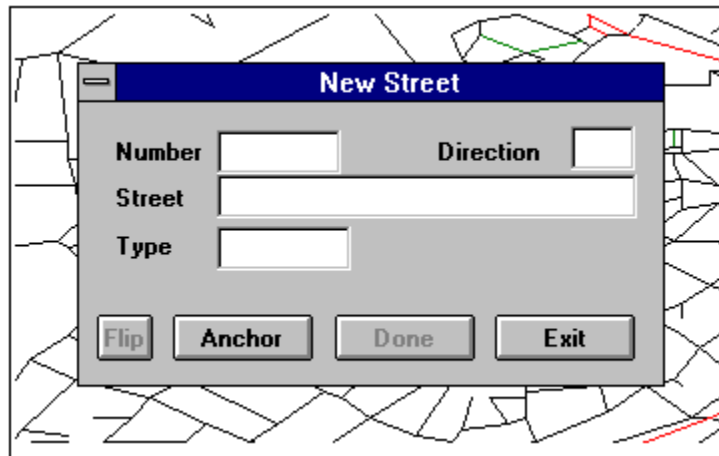 New Street
Number Direction
Street
Type
Flip Anchor Done Exit